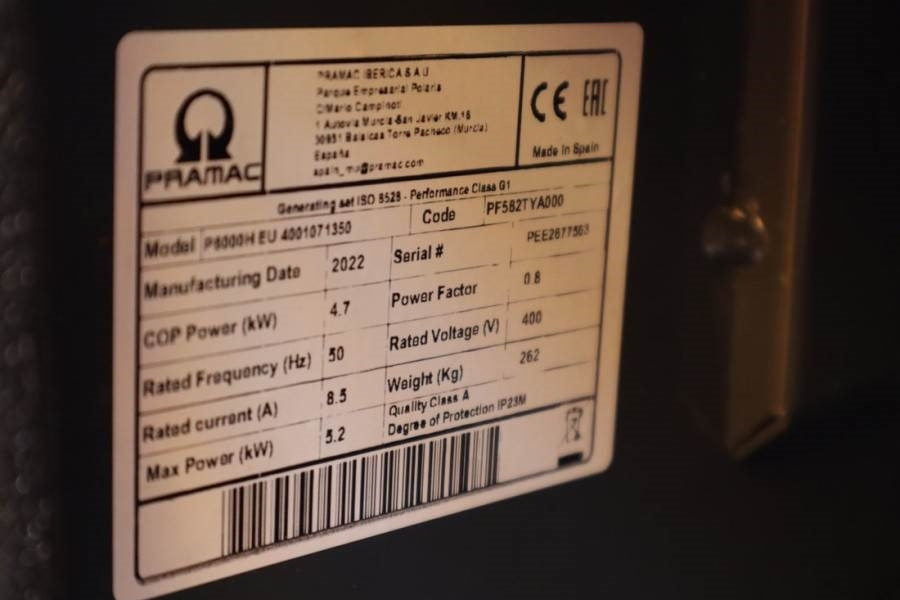 PRAMAC
PRAMAC IBERICA S A U
Parque Empresarial Polaris
C/Mario Campinoti
1 Autovia Murcia-San Javier KM,18
30591 Balsicas Torre Pacheco (Murcia)
España
@pramac.com
CE EAC
Made In Spain
Generating set ISO 8528 - Performance Class G1
Model P8000H EU 4001071350 Code PF582TYA000
Manufacturing Date 2022 Serial # PEE2677563
COP Power (kW) 4.7 Power Factor 0.8
Rated Frequency (Hz) 50 Rated Voltage (V) 400
Rated current (A) 8.5 Weight (Kg) 262
Max Power (kW) 5.2 Quality Class A
Degree of Protection IP23M